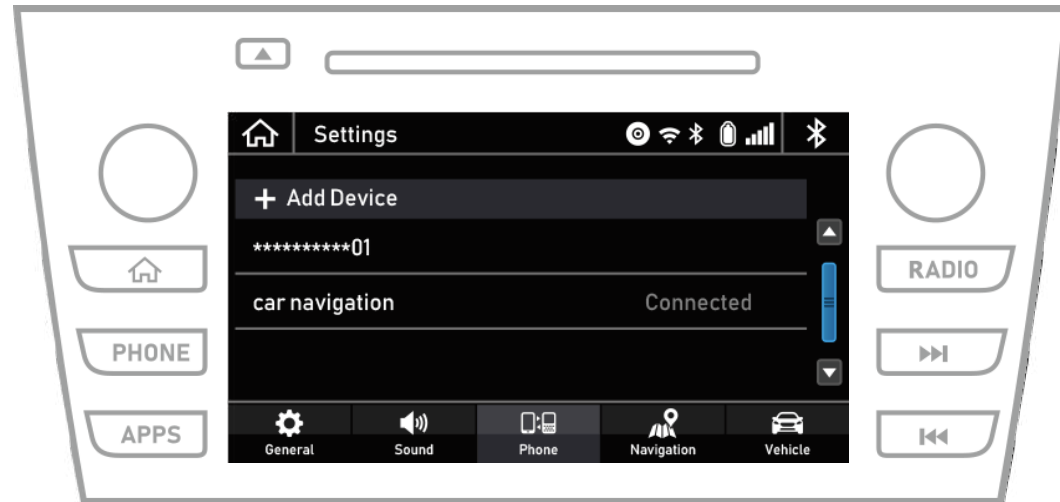 Settings
+ Add Device
**********01
car navigation Connected
RADIO
PHONE
APPS
General Sound Phone Navigation Vehicle